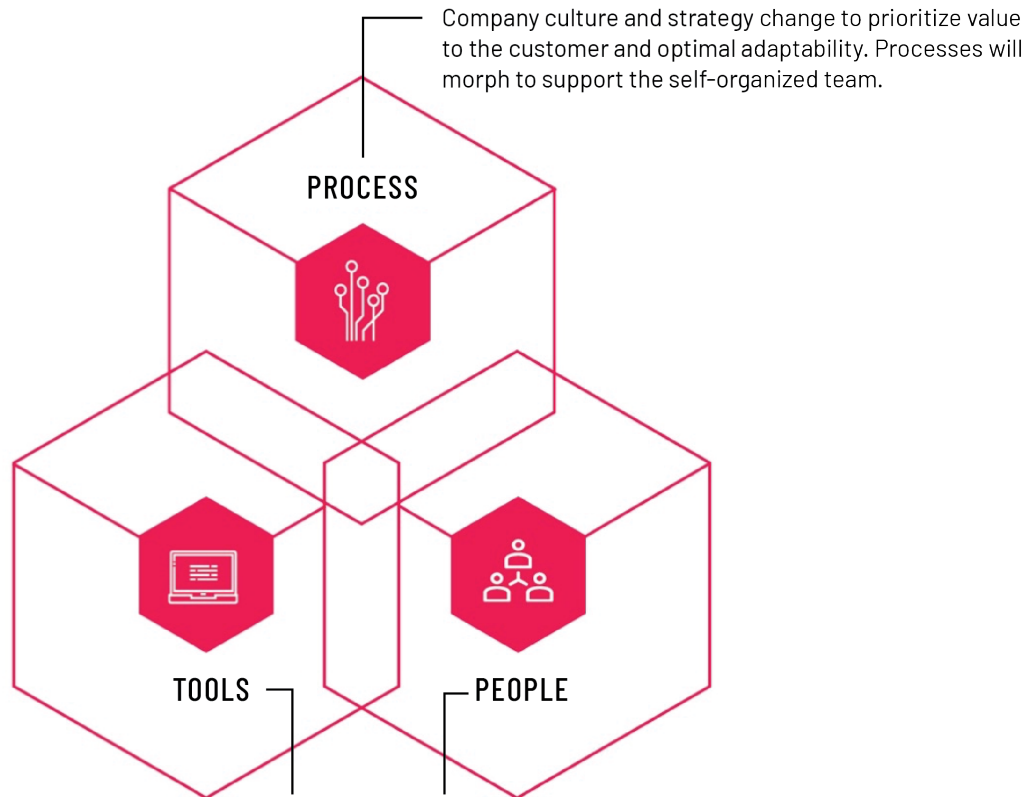 Company culture and strategy change to prioritize value
to the customer and optimal adaptability. Processes will
morph to support the self-organized team.
PROCESS
TOOLS
PEOPLE